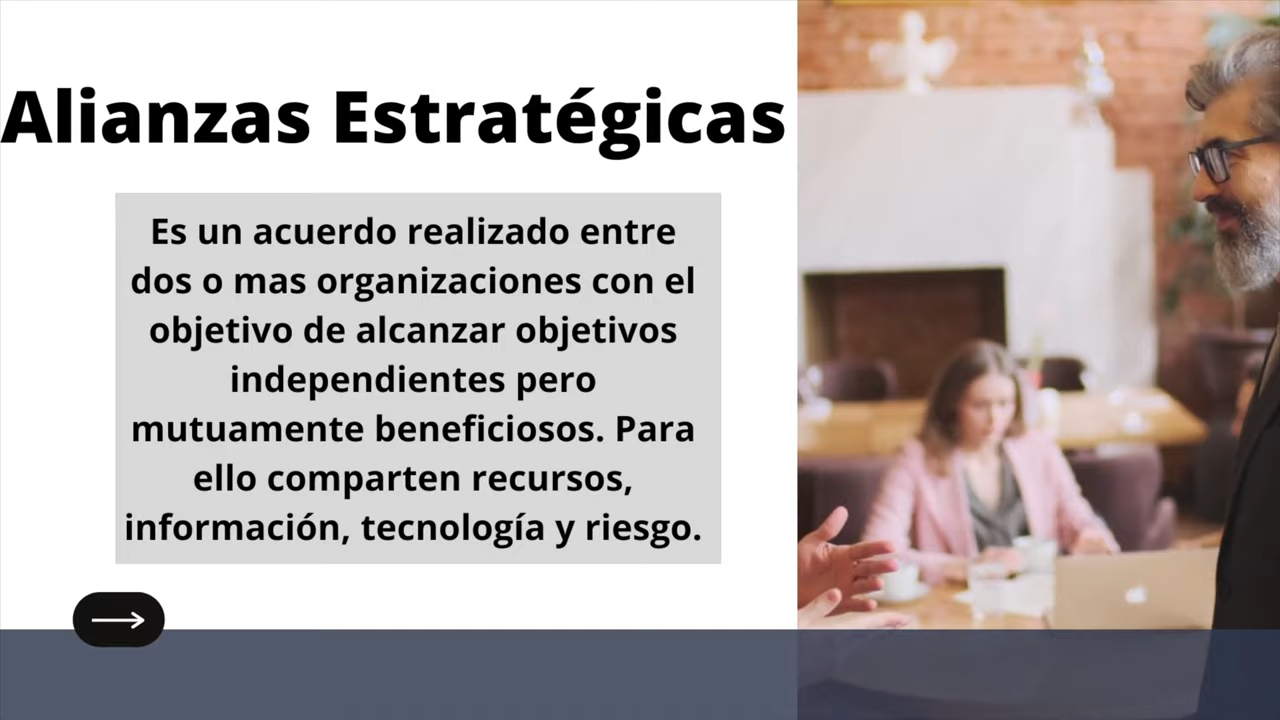 Alianzas Estratégicas
Es un acuerdo realizado entre
dos o mas organizaciones con el
objetivo de alcanzar objetivos
independientes pero
mutuamente beneficiosos. Para
ello comparten recursos,
información, tecnología y riesgo.